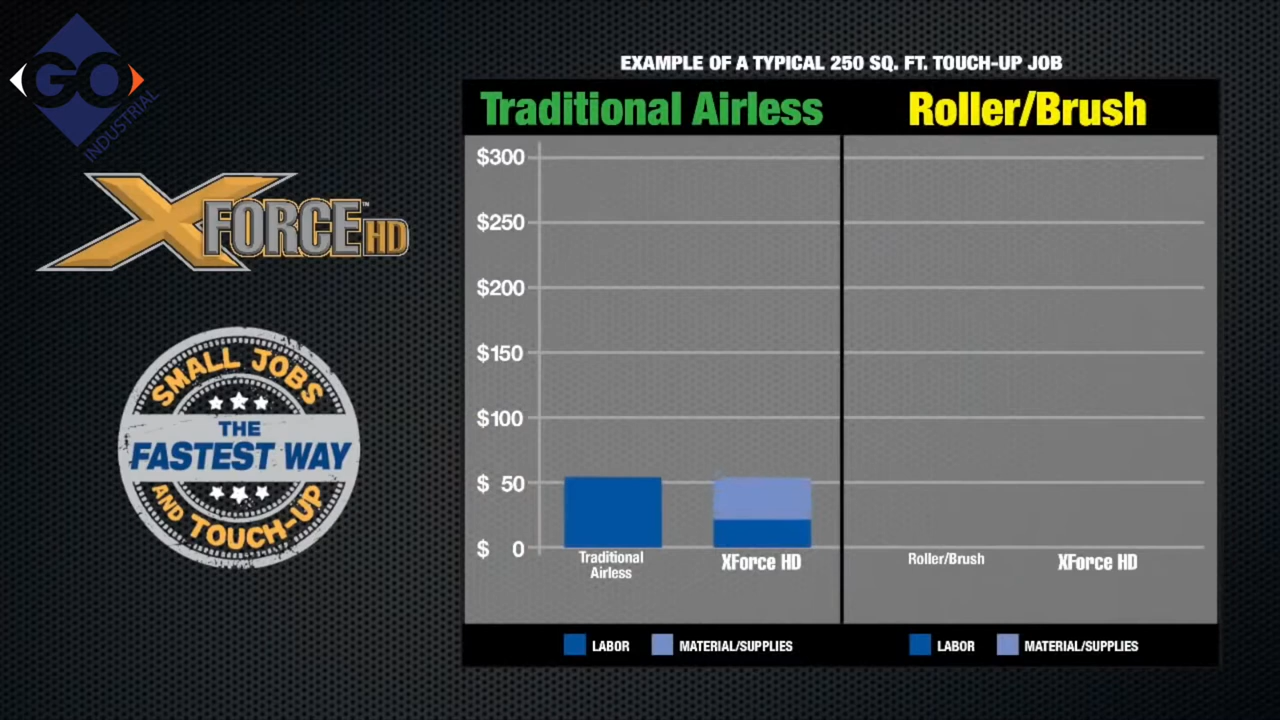 GO
INDUSTRIAL
XFORCE™ HD
SMALL JOBS
THE
FASTEST WAY
AND TOUCH-UP
EXAMPLE OF A TYPICAL 250 SQ. FT. TOUCH-UP JOB
Traditional Airless
Roller/Brush
$300
$250
$200
$150
$100
$ 50
$ 0
Traditional
Airless
XForce HD
Roller/Brush
XForce HD
LABOR
MATERIAL/SUPPLIES
LABOR
MATERIAL/SUPPLIES